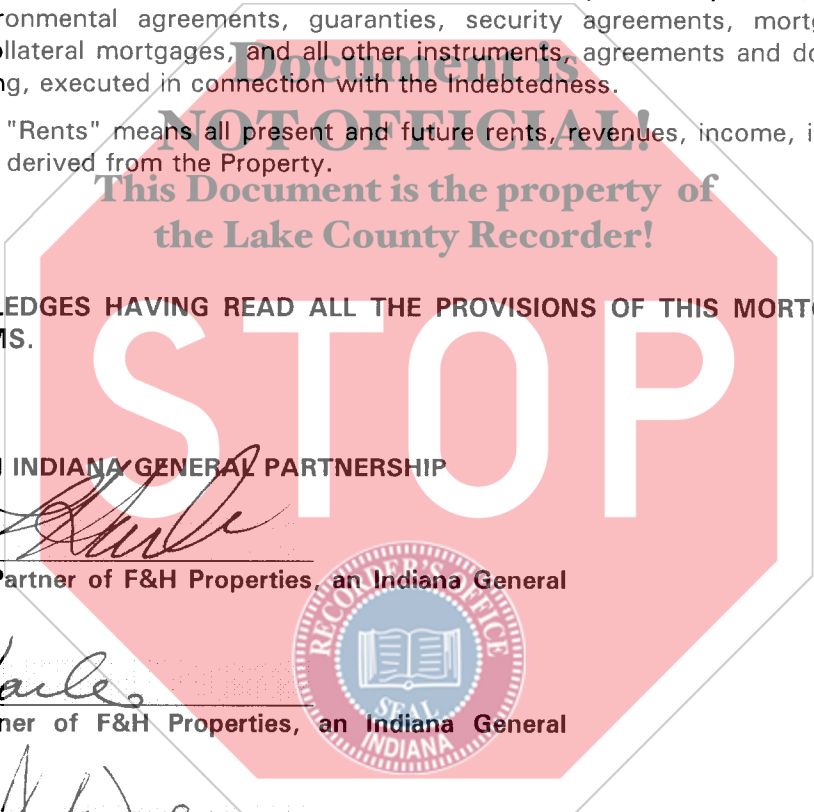 ronmental agreements, guaranties, security agreements, mortg
llateral mortgages, and all other instruments, agreements and do
ng, executed in connection with the Indebtedness.
Document is
"Rents" means all present and future rents, revenues, income, i
NOT OFFICIAL!
derived from the Property.
This Document is the property of
the Lake County Recorder!
LEDGES HAVING READ ALL THE PROVISIONS OF THIS MORTG
MS.
STOP
INDIANA GENERAL PARTNERSHIP
Partner of F&H Properties, an Indiana General
RECORDER'S OFFICE
SEAL
INDIANA
ner of F&H Properties, an Indiana General